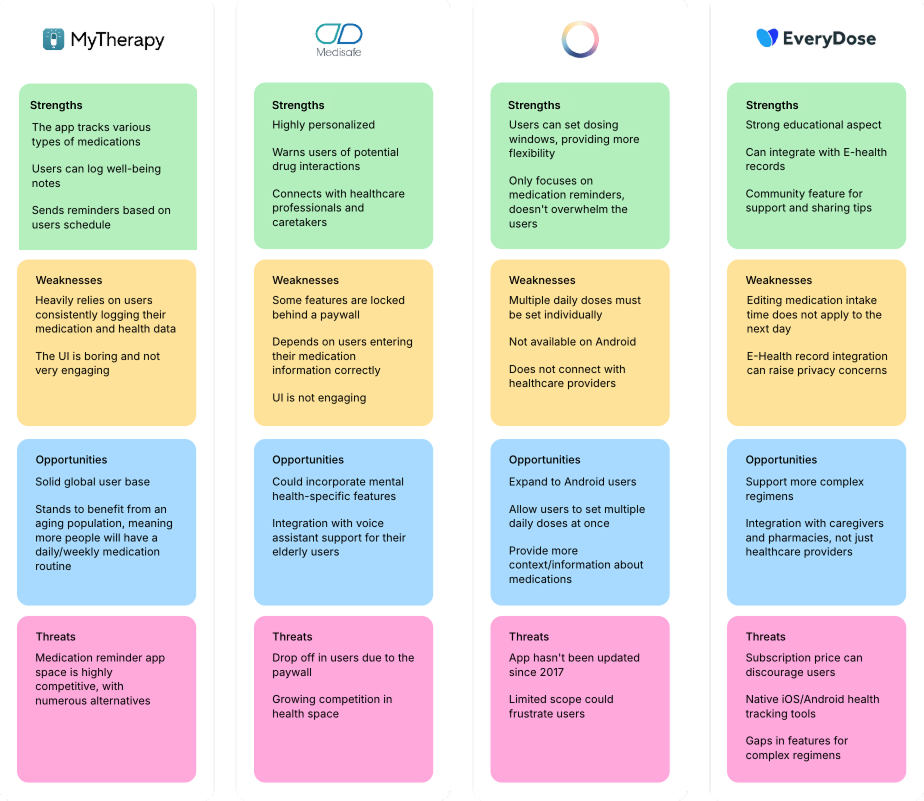 MyTherapy
Strengths
The app tracks various
types of medications
Users can log well-being
notes
Sends reminders based on
users schedule
Weaknesses
Heavily relies on users
consistently logging their
medication and health data
The UI is boring and not
very engaging
Opportunities
Solid global user base
Stands to benefit from an
aging population, meaning
more people will have a
daily/weekly medication
routine
Threats
Medication reminder app
space is highly
competitive, with
numerous alternatives
Medisafe
Strengths
Highly personalized
Warns users of potential
drug interactions
Connects with healthcare
professionals and
caretakers
Weaknesses
Some features are locked
behind a paywall
Depends on users entering
their medication
information correctly
UI is not engaging
Opportunities
Could incorporate mental
health-specific features
Integration with voice
assistant support for their
elderly users
Threats
Drop off in users due to the
paywall
Growing competition in
health space
Strengths
Users can set dosing
windows, providing more
flexibility
Only focuses on
medication reminders,
doesn't overwhelm the
users
Weaknesses
Multiple daily doses must
be set individually
Not available on Android
Does not connect with
healthcare providers
Opportunities
Expand to Android users
Allow users to set multiple
daily doses at once
Provide more
context/information about
medications
Threats
App hasn't been updated
since 2017
Limited scope could
frustrate users
EveryDose
Strengths
Strong educational aspect
Can integrate with E-health
records
Community feature for
support and sharing tips
Weaknesses
Editing medication intake
time does not apply to the
next day
E-Health record integration
can raise privacy concerns
Opportunities
Support more complex
regimens
Integration with caregivers
and pharmacies, not just
healthcare providers
Threats
Subscription price can
discourage users
Native iOS/Android health
tracking tools
Gaps in features for
complex regimens